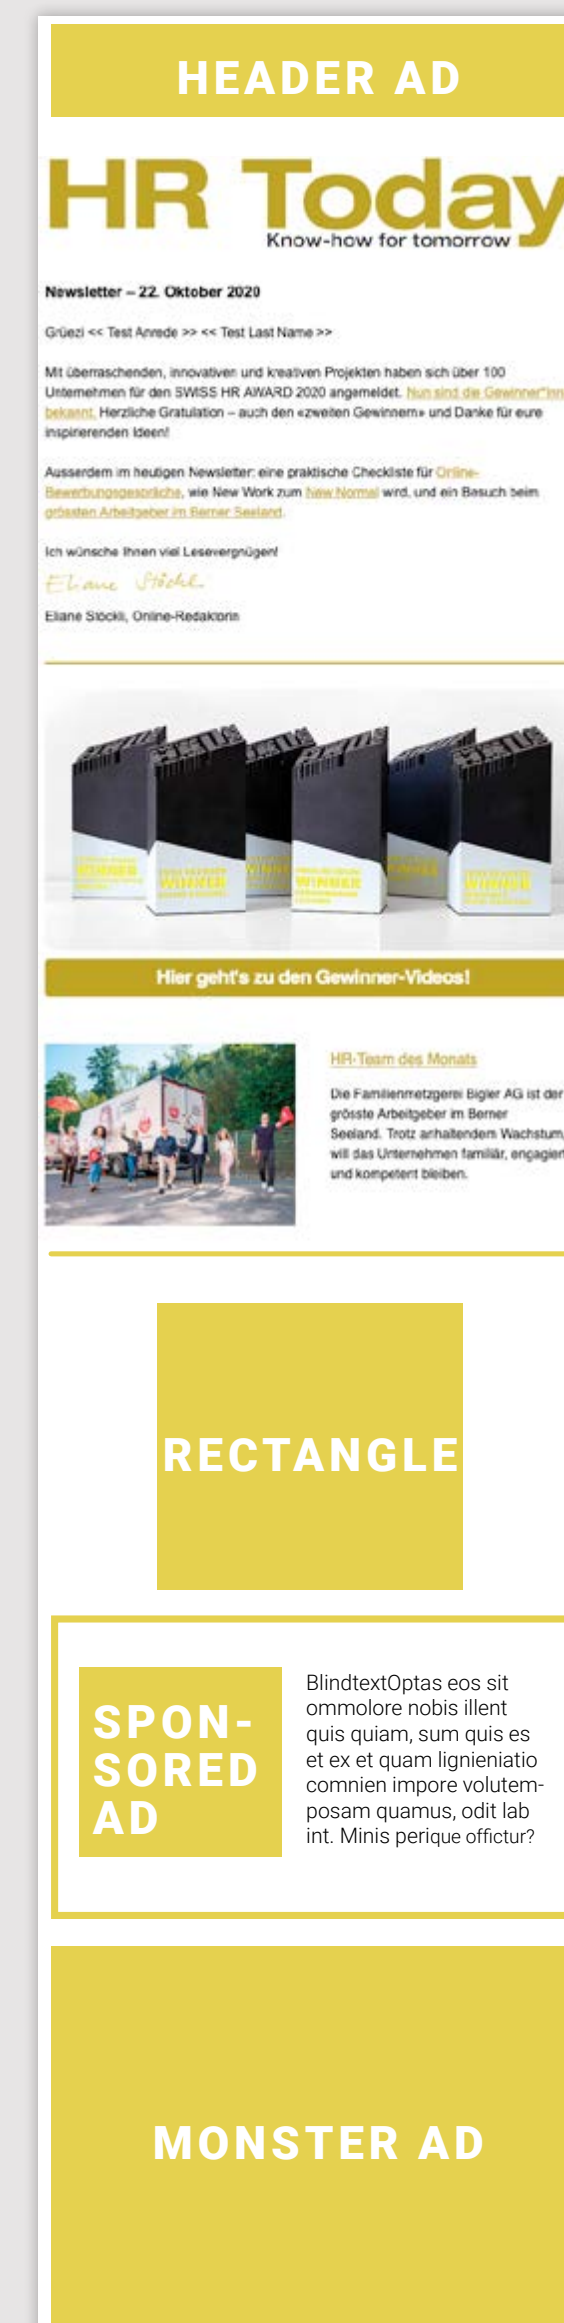 HEADER AD
HR Today
Know-how for tomorrow
Newsletter – 22. Oktober 2020
Grüezi << Test Anrede >> << Test Last Name >>
Mit überraschenden, innovativen und kreativen Projekten haben sich über 100
Unternehmen für den SWISS HR AWARD 2020 angemeldet. Nun sind die Gewinner*inn
bekannt. Herzliche Gratulation – auch den «zweiten Gewinnern» und Danke für eure
inspirierenden Ideen!
Ausserdem im heutigen Newsletter: eine praktische Checkliste für Online-
Bewerbungsgespräche, wie New Work zum New Normal wird, und ein Besuch beim
grössten Arbeitgeber im Berner Seeland.
Ich wünsche Ihnen viel Lesevergnügen!
Eliane Stöckli
Eliane Stöckli, Online-Redaktorin
WINNER
WINNER
WINNER
WINNER
Hier geht's zu den Gewinner-Videos!
HR-Team des Monats
Die Familienmetzgerei Bigler AG ist der
grösste Arbeitgeber im Berner
Seeland. Trotz anhaltendem Wachstum,
will das Unternehmen familiär, engagiert
und kompetent bleiben.
RECTANGLE
SPON-
SORED
AD
BlindtextOptas eos sit
ommolore nobis illent
quis quiam, sum quis es
et ex et quam lignieniatio
comnien impore volutem-
posam quamus, odit lab
int. Minis perique offictur?
MONSTER AD